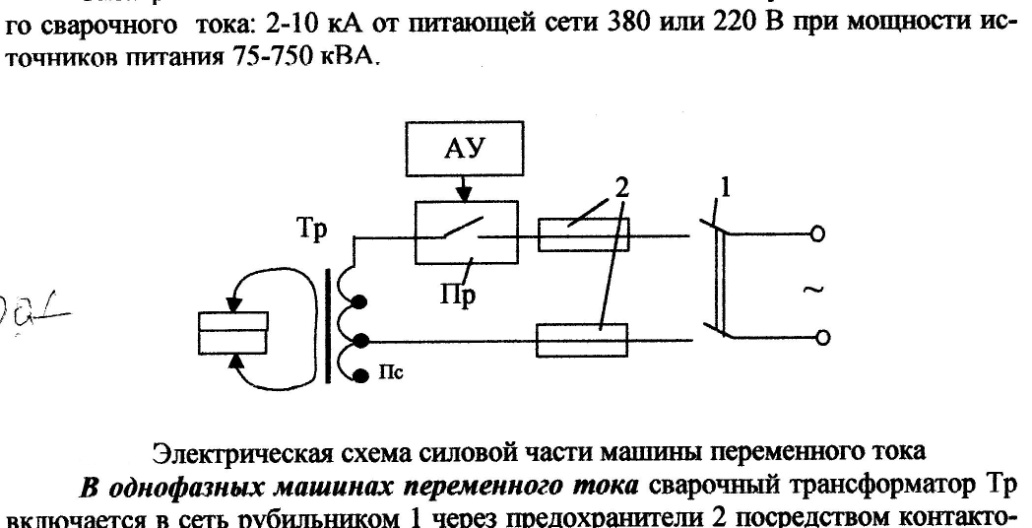 го сварочного тока: 2-10 кА от питающей сети 380 или 220 В при мощности ис-
точников питания 75-750 кВА.
АУ
2
1
Тр
Пр
~
Пс
Электрическая схема силовой части машины переменного тока
В однофазных машинах переменного тока сварочный трансформатор Тр
включается в сеть рубильником 1 через предохранители 2 посредством контакто-